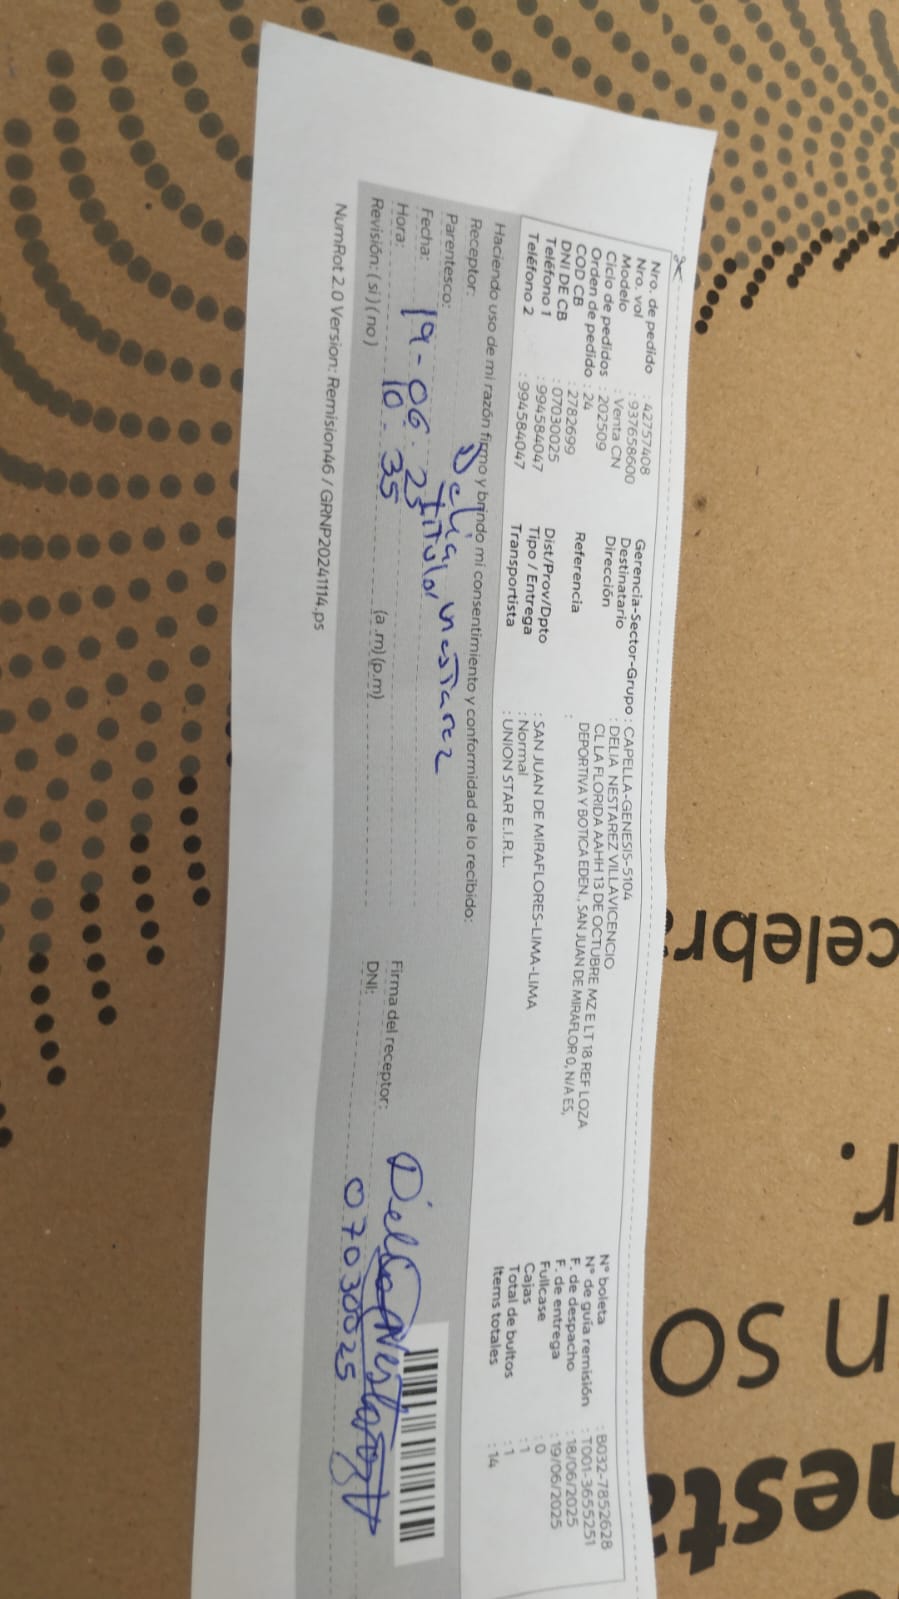 Nro. de pedido : 42757408
Nro. vol : 937658600
Modelo : Venta CN
Ciclo de pedidos : 202509
Orden de pedido : 24
COD CB : 2782699
DNI DE CB : 07030025
Teléfono 1 : 994584047
Teléfono 2 : 994584047
Gerencia-Sector-Grupo : CAPELLA-GENESIS-5104
Destinatario : DELIA NESTAREZ VILLAVICENCIO
Dirección : CL LA FLORIDA AAHH 13 DE OCTUBRE MZ E LT 18 REF LOZA
DEPORTIVA Y BOTICA EDEN., SAN JUAN DE MIRAFLOR 0, N/A ES,
Referencia :
Dist/Prov/Dpto : SAN JUAN DE MIRAFLORES-LIMA-LIMA
Tipo / Entrega : Normal
Transportista : UNION STAR E.I.R.L.
N° boleta : B032-7852628
N° de guía remisión : T001-3655251
F. de despacho : 18/06/2025
F. de entrega : 19/06/2025
Fullcase : 0
Cajas : 1
Total de bultos : 1
Items totales : 14
Haciendo uso de mi razón firmo y brindo mi consentimiento y conformidad de lo recibido:
Receptor: Delia Nestarez
Parentesco: Titular
Fecha: 19-06-25
Hora: 10.35 (a .m) (p.m)
Revisión: ( si ) ( no )
Firma del receptor: Delia Nestarez V
DNI: 07030025
NumRot 2.0 Version: Remision46 / GRNP20241114.ps
celebr
r.
n so
nest